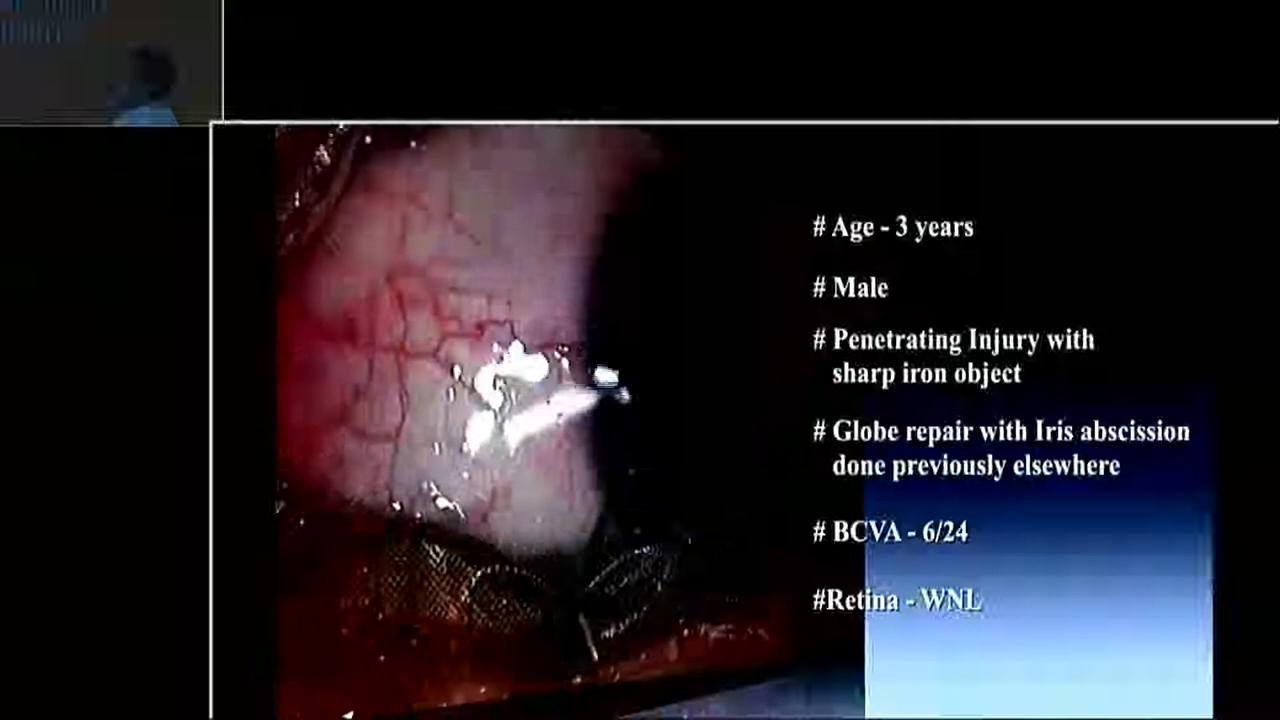 # Age - 3 years
# Male
# Penetrating Injury with
sharp iron object
# Globe repair with Iris abscission
done previously elsewhere
# BCVA - 6/24
#Retina - WNL